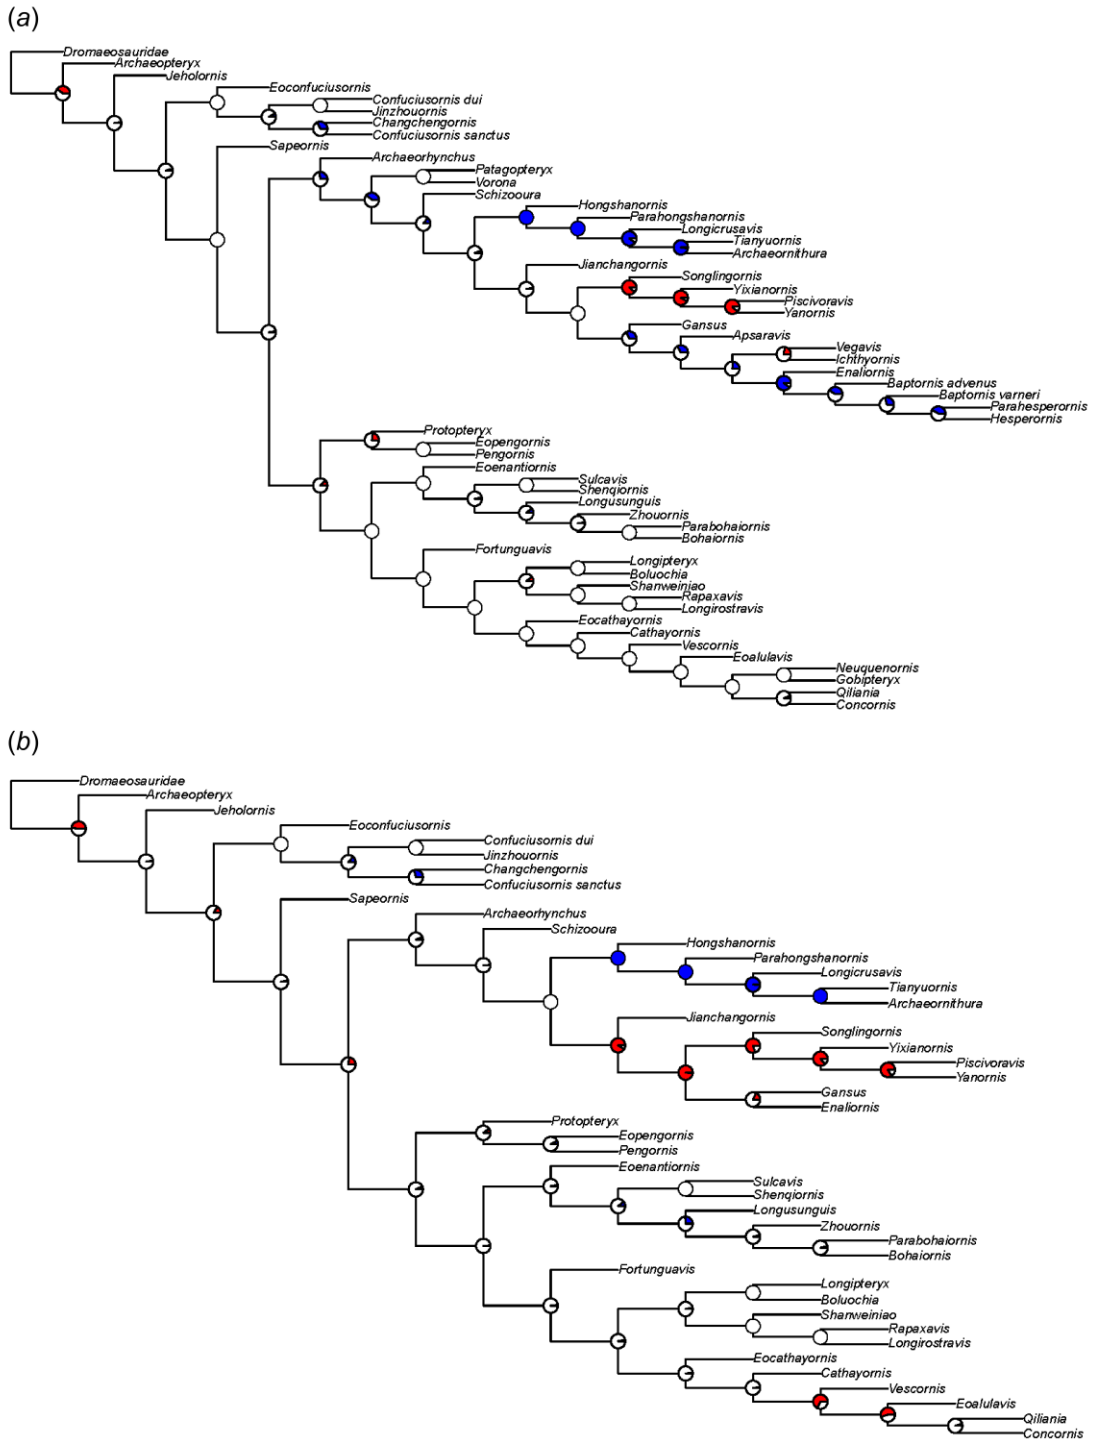 (a)
Dromaeosauridae
Archaeopteryx
Jeholornis
Eoconfuciusornis
Confuciusornis dui
Jinzhouornis
Changchengornis
Confuciusornis sanctus
Sapeornis
Archaeorhynchus
Patagopteryx
Vorona
Schizooura
Hongshanornis
Parahongshanornis
Longicrusavis
Tianyuornis
Archaeornithura
Jianchangornis
Songlingornis
Yixianornis
Piscivoravis
Yanornis
Gansus
Apsaravis
Vegavis
Ichthyornis
Enaliornis
Baptornis advenus
Baptornis varneri
Parahesperornis
Hesperornis
Protopteryx
Eopengornis
Pengornis
Eoenantiornis
Sulcavis
Shenqiornis
Longusunguis
Zhouornis
Parabohaiornis
Bohaiornis
Fortunguavis
Longipteryx
Boluochia
Shanweiniao
Rapaxavis
Longirostravis
Eocathayornis
Cathayornis
Vescornis
Eoalulavis
Neuquenornis
Gobipteryx
Qiliania
Concornis
(b)
Dromaeosauridae
Archaeopteryx
Jeholornis
Eoconfuciusornis
Confuciusornis dui
Jinzhouornis
Changchengornis
Confuciusornis sanctus
Sapeornis
Archaeorhynchus
Schizooura
Hongshanornis
Parahongshanornis
Longicrusavis
Tianyuornis
Archaeornithura
Jianchangornis
Songlingornis
Yixianornis
Piscivoravis
Yanornis
Gansus
Enaliornis
Protopteryx
Eopengornis
Pengornis
Eoenantiornis
Sulcavis
Shenqiornis
Longusunguis
Zhouornis
Parabohaiornis
Bohaiornis
Fortunguavis
Longipteryx
Boluochia
Shanweiniao
Rapaxavis
Longirostravis
Eocathayornis
Cathayornis
Vescornis
Eoalulavis
Qiliania
Concornis